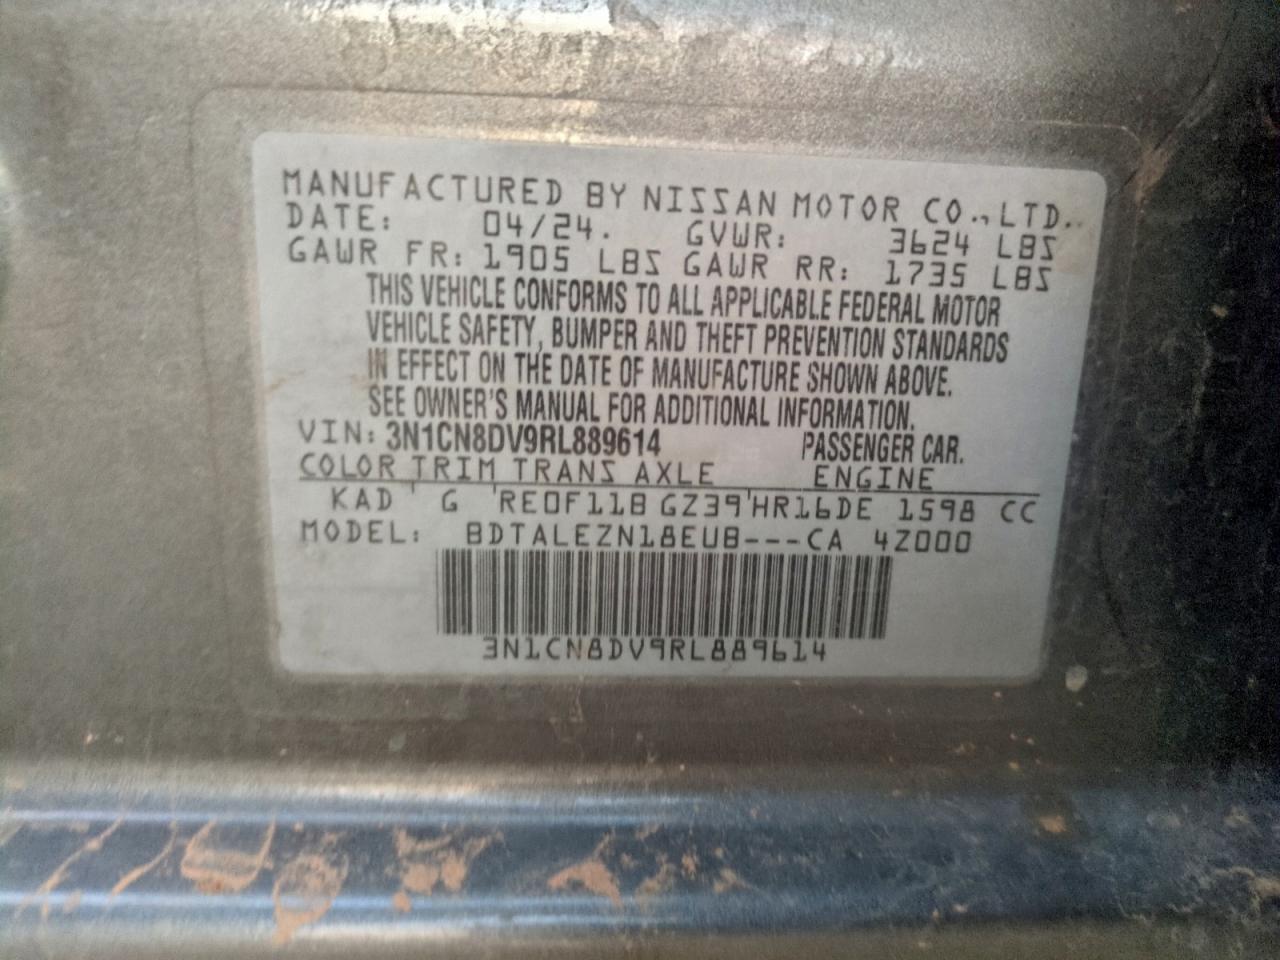 MANUFACTURED BY NISSAN MOTOR CO., LTD.
DATE: 04/24. GVWR: 3624 LBS
GAWR FR: 1905 LBS GAWR RR: 1735 LBS
THIS VEHICLE CONFORMS TO ALL APPLICABLE FEDERAL MOTOR
VEHICLE SAFETY, BUMPER AND THEFT PREVENTION STANDARDS
IN EFFECT ON THE DATE OF MANUFACTURE SHOWN ABOVE.
SEE OWNER'S MANUAL FOR ADDITIONAL INFORMATION.
VIN: 3N1CN8DV9RL889614 PASSENGER CAR.
COLOR TRIM TRANS AXLE ENGINE
KAD ' G 'RE0F11B GZ39'HR16DE 1598 CC
MODEL: BDTALEZN18EUB---CA 4Z000
3N1CN8DV9RL889614